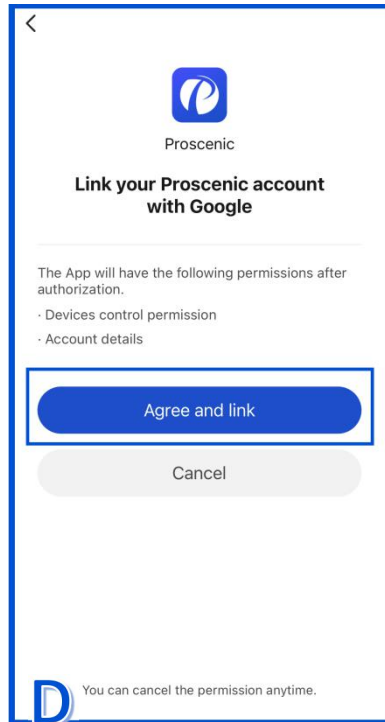 Proscenic
Link your Proscenic account
with Google
The App will have the following permissions after
authorization.
· Devices control permission
· Account details
Agree and link
Cancel
D
You can cancel the permission anytime.